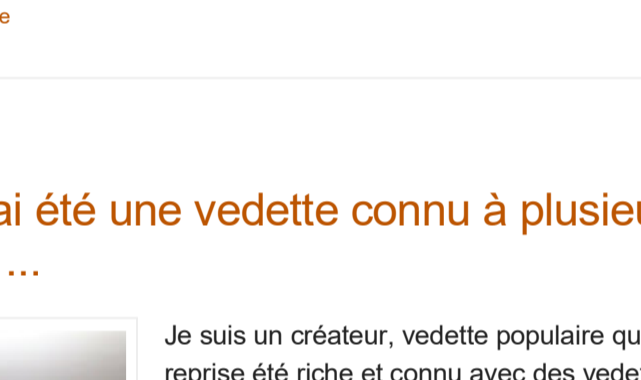 e
ai été une vedette connu à plusieu
...
Je suis un créateur, vedette populaire qu
reprise été riche et connu avec des vedet